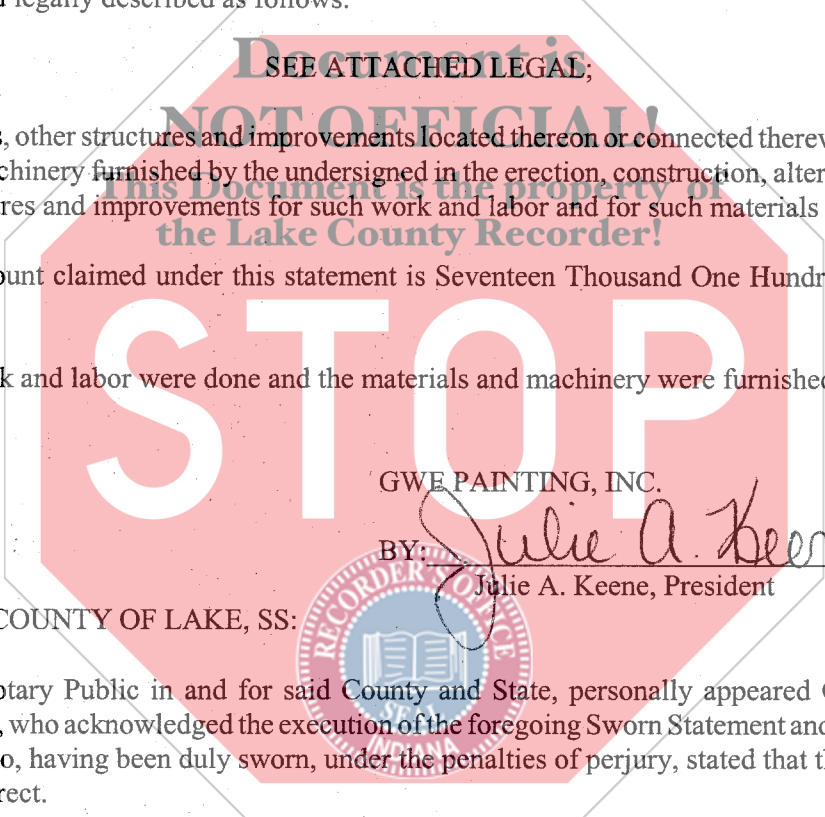 legally described as follows:
Document is
SEE ATTACHED LEGAL;
NOT OFFICIAL!
, other structures and improvements located thereon or connected therew
chinery furnished by the undersigned in the erection, construction, alter
This Document is the property of
res and improvements for such work and labor and for such materials
the Lake County Recorder!
ount claimed under this statement is Seventeen Thousand One Hundr
STOP
k and labor were done and the materials and machinery were furnished
GWE PAINTING, INC.
BY: Julie A. Keen
Julie A. Keene, President
COUNTY OF LAKE, SS:
RECORDER'S OFFICE
SEAL
INDIANA
otary Public in and for said County and State, personally appeared
, who acknowledged the execution of the foregoing Sworn Statement and
o, having been duly sworn, under the penalties of perjury, stated that th
rect.